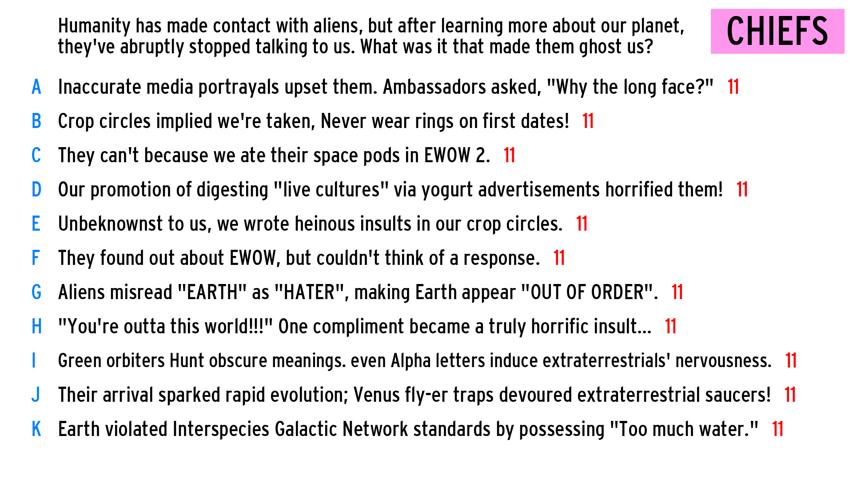 Humanity has made contact with aliens, but after learning more about our planet,
they've abruptly stopped talking to us. What was it that made them ghost us?
CHIEFS
A Inaccurate media portrayals upset them. Ambassadors asked, "Why the long face?" 11
B Crop circles implied we're taken, Never wear rings on first dates! 11
C They can't because we ate their space pods in EWOW 2. 11
D Our promotion of digesting "live cultures" via yogurt advertisements horrified them! 11
E Unbeknownst to us, we wrote heinous insults in our crop circles. 11
F They found out about EWOW, but couldn't think of a response. 11
G Aliens misread "EARTH" as "HATER", making Earth appear "OUT OF ORDER". 11
H "You're outta this world!!!" One compliment became a truly horrific insult... 11
I Green orbiters Hunt obscure meanings. even Alpha letters induce extraterrestrials' nervousness. 11
J Their arrival sparked rapid evolution; Venus fly-er traps devoured extraterrestrial saucers! 11
K Earth violated Interspecies Galactic Network standards by possessing "Too much water." 11